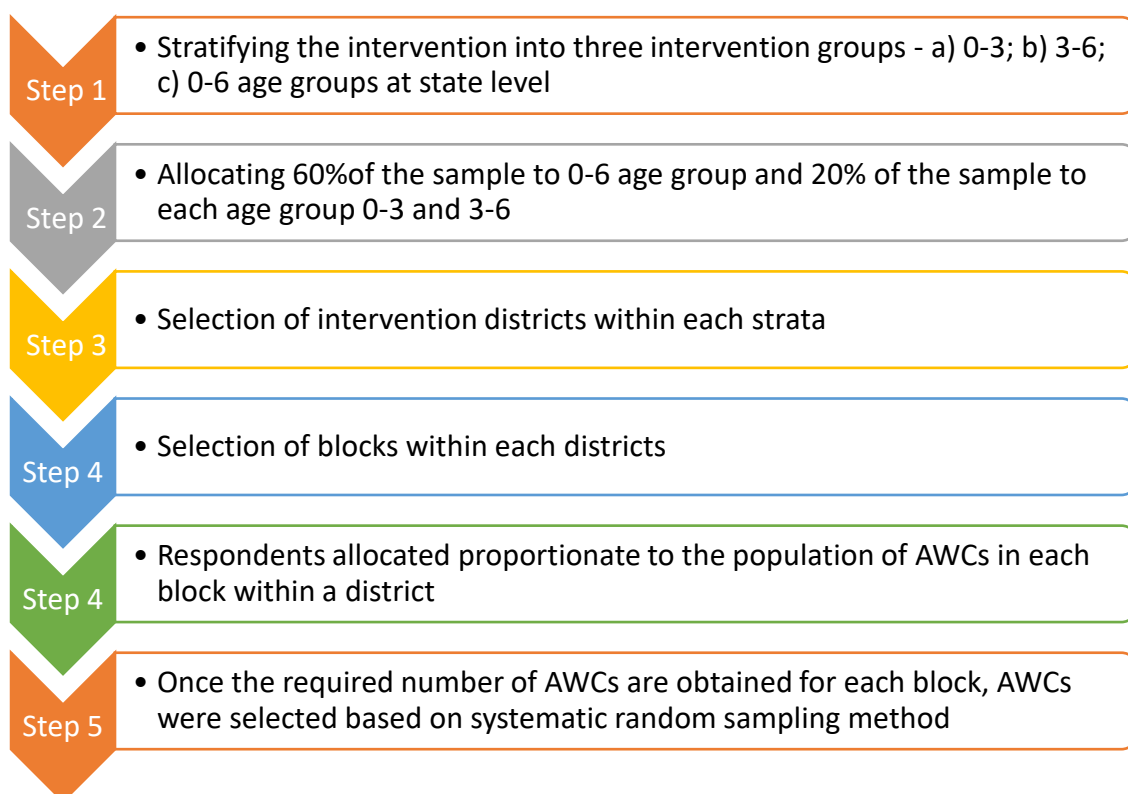 Step 1
• Stratifying the intervention into three intervention groups - a) 0-3; b) 3-6;
c) 0-6 age groups at state level
Step 2
• Allocating 60%of the sample to 0-6 age group and 20% of the sample to
each age group 0-3 and 3-6
Step 3
• Selection of intervention districts within each strata
Step 4
• Selection of blocks within each districts
Step 4
• Respondents allocated proportionate to the population of AWCs in each
block within a district
Step 5
• Once the required number of AWCs are obtained for each block, AWCs
were selected based on systematic random sampling method